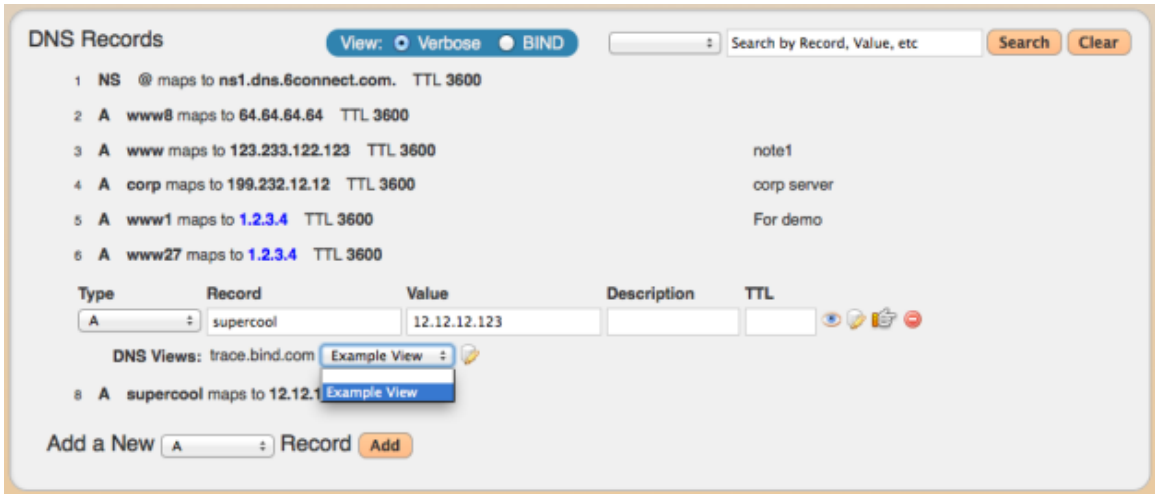 DNS Records View: Verbose BIND Search by Record, Value, etc Search Clear
1 NS @ maps to ns1.dns.6connect.com. TTL 3600
2 A www8 maps to 64.64.64.64 TTL 3600
3 A www maps to 123.233.122.123 TTL 3600 note1
4 A corp maps to 199.232.12.12 TTL 3600 corp server
5 A www1 maps to 1.2.3.4 TTL 3600 For demo
6 A www27 maps to 1.2.3.4 TTL 3600
Type Record Value Description TTL
A supercool 12.12.12.123
DNS Views: trace.bind.com Example View
Example View
8 A supercool maps to 12.12.1
Add a New A Record Add